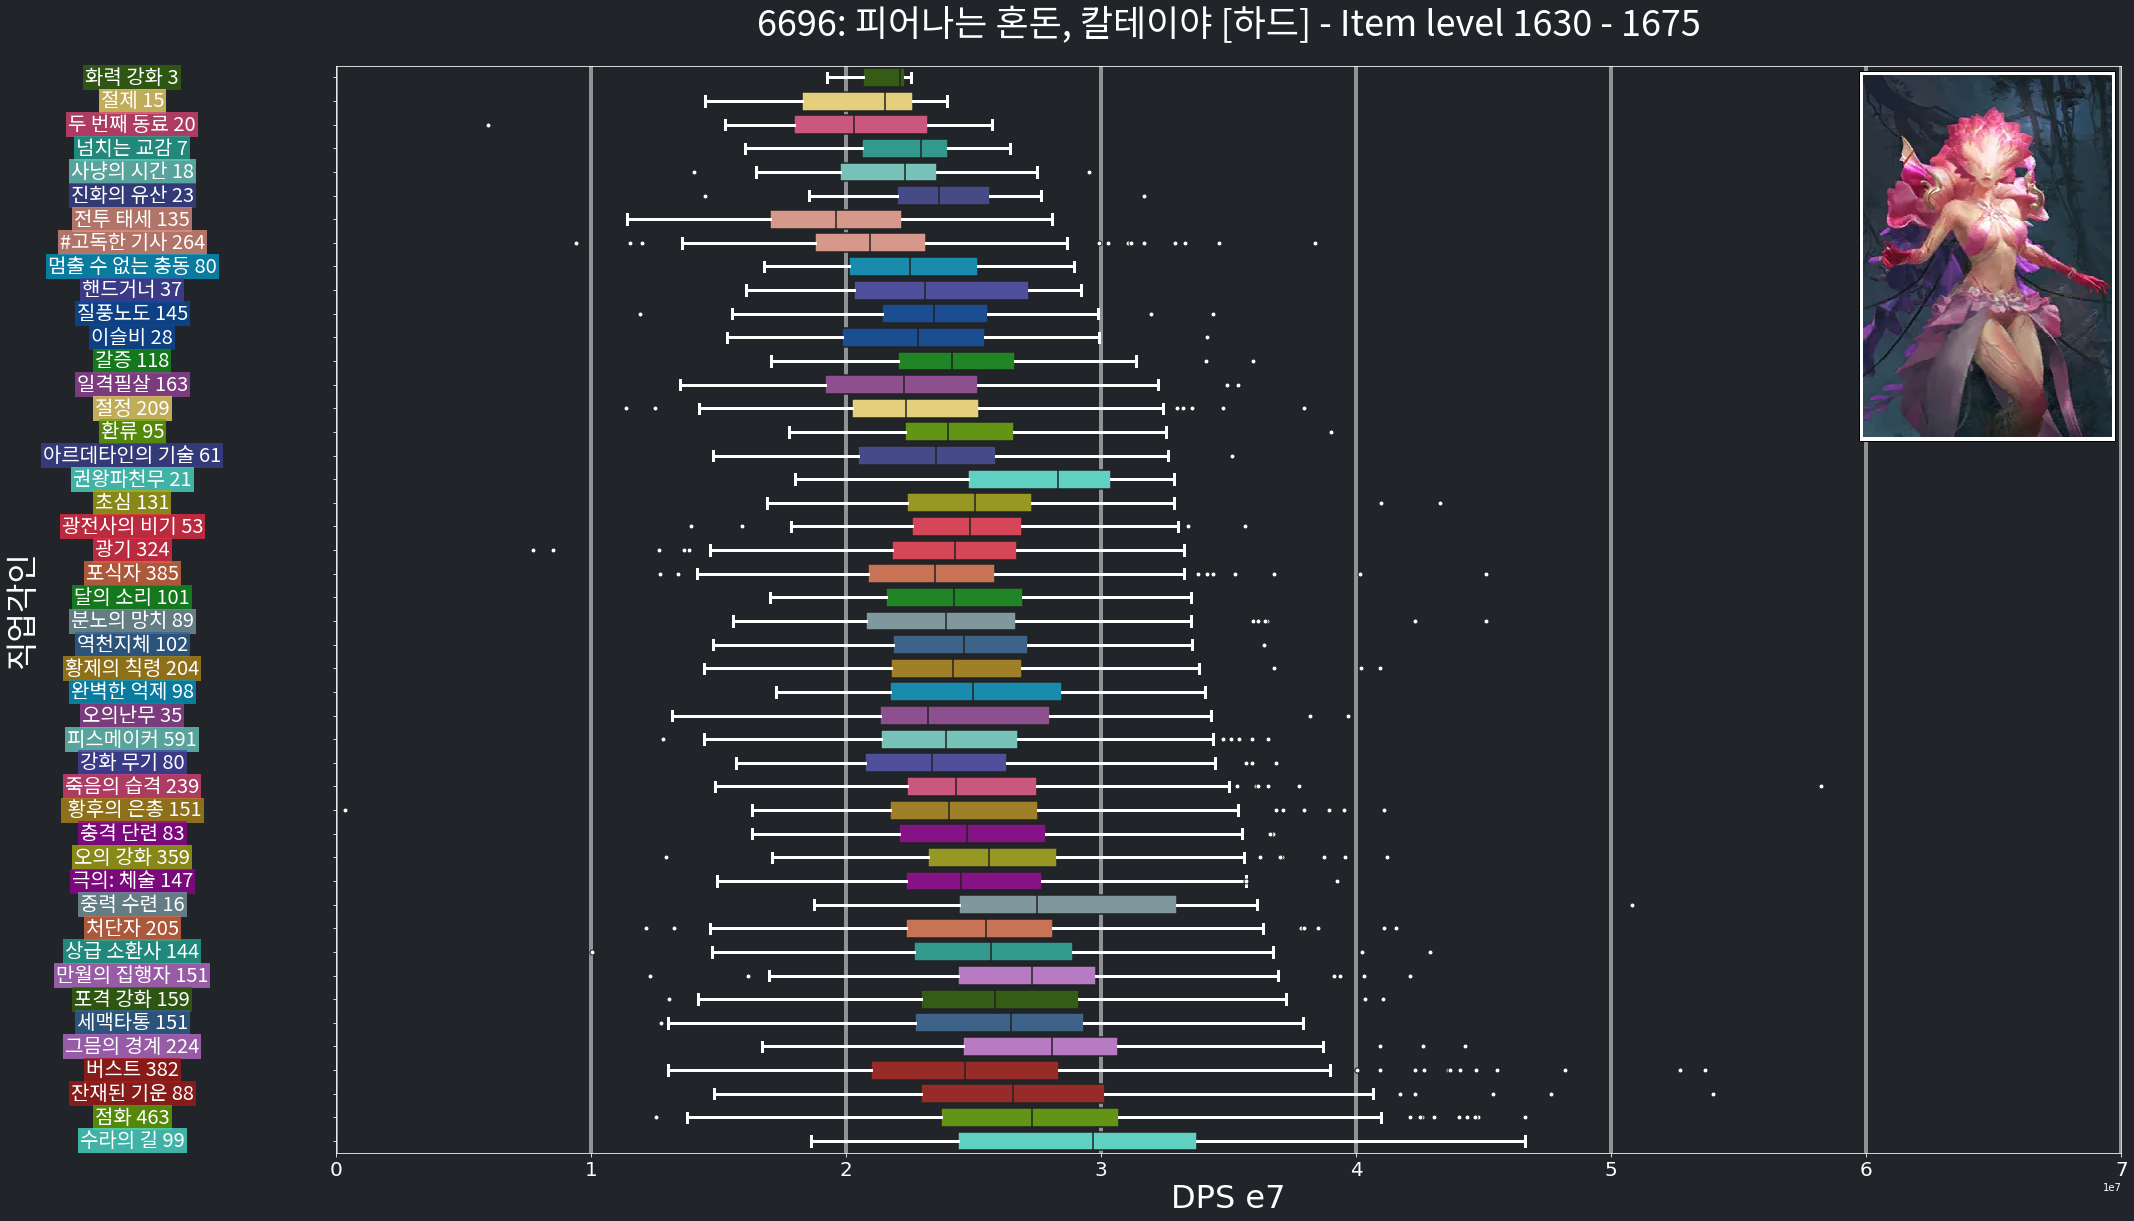 6696: 피어나는 혼돈, 칼테이야 [하드] - Item level 1630 - 1675
화력 강화 3
절제 15
두 번째 동료 20
넘치는 교감 7
사냥의 시간 18
진화의 유산 23
전투 태세 135
#고독한 기사 264
멈출 수 없는 충동 80
핸드거너 37
질풍노도 145
이슬비 28
갈증 118
일격필살 163
절정 209
환류 95
아르데타인의 기술 61
권왕파천무 21
초심 131
광전사의 비기 53
광기 324
포식자 385
달의 소리 101
분노의 망치 89
역천지체 102
황제의 칙령 204
완벽한 억제 98
오의난무 35
피스메이커 591
강화 무기 80
죽음의 습격 239
황후의 은총 151
충격 단련 83
오의 강화 359
극의: 체술 147
중력 수련 16
처단자 205
상급 소환사 144
만월의 집행자 151
포격 강화 159
세맥타통 151
그믐의 경계 224
버스트 382
잔재된 기운 88
점화 463
수라의 길 99
직업각인
0 1 2 3 4 5 6 7
1e7
DPS e7